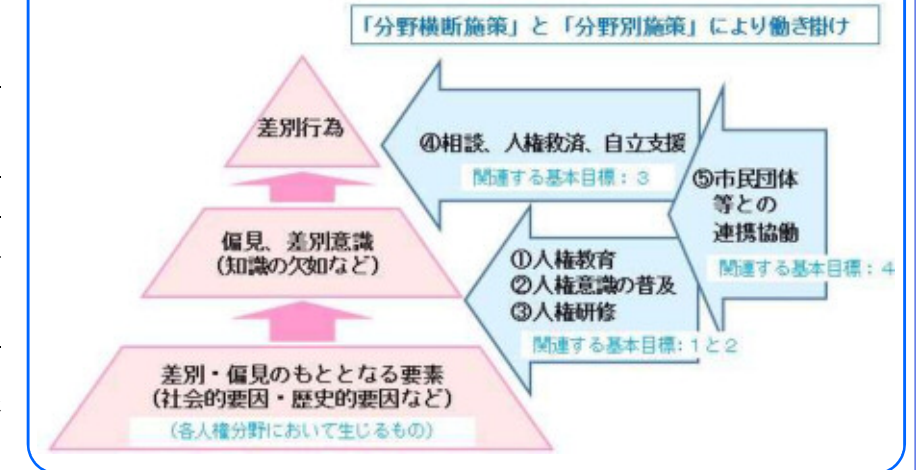 「分野横断施策」と「分野別施策」により働き掛け
差別行為
④相談、人権救済、自立支援
関連する基本目標：３
⑤市民団体
等との
連携協働
関連する基本目標：４
偏見、差別意識
（知識の欠如など）
①人権教育
②人権意識の普及
③人権研修
関連する基本目標：１と２
差別・偏見のもととなる要素
（社会的要因・歴史的要因など）
（各人権分野において生じるもの）